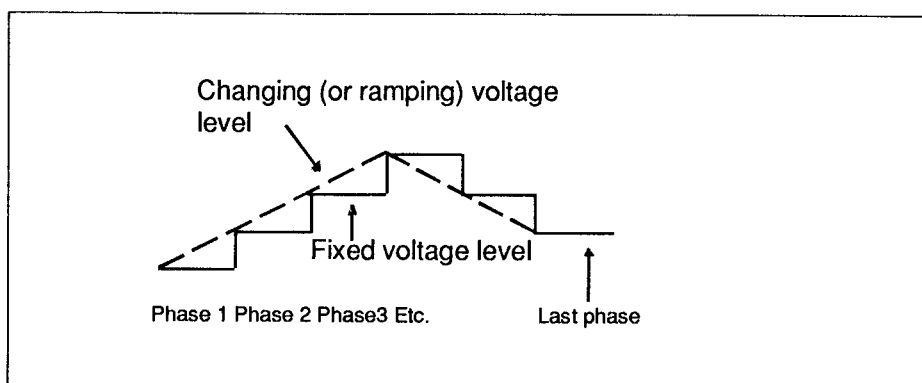 Changing (or ramping) voltage
level
Fixed voltage level
Phase 1 Phase 2 Phase3 Etc.
Last phase